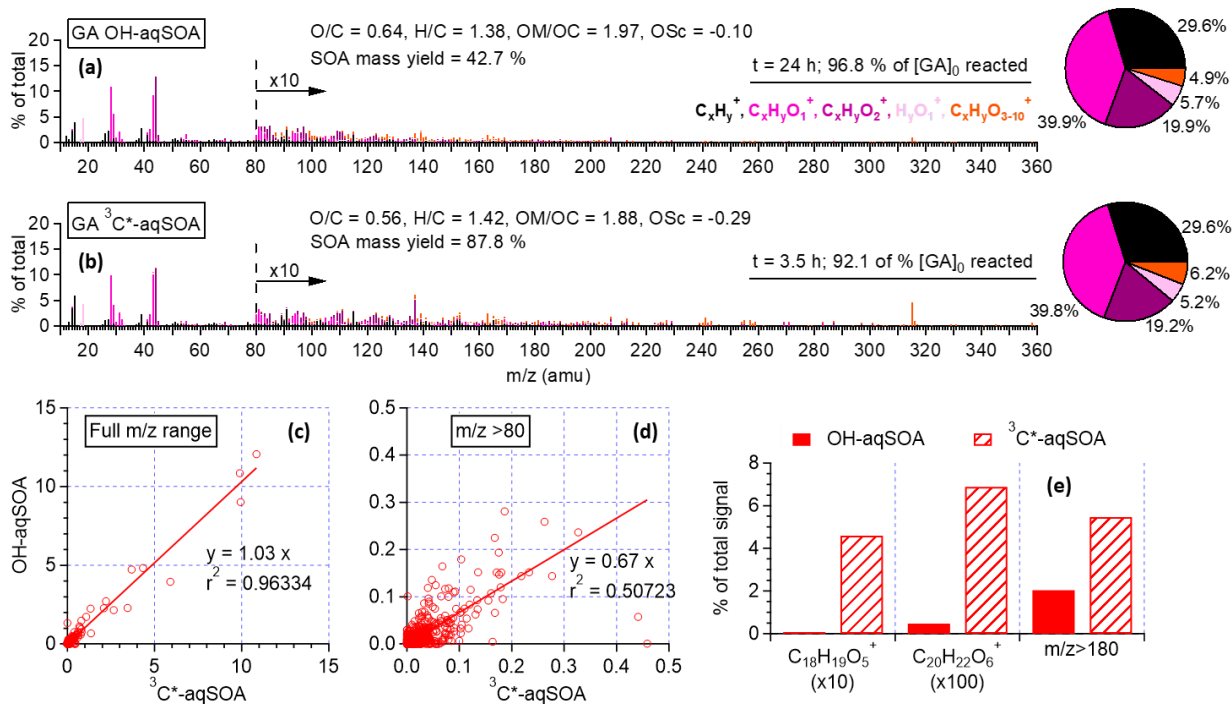 GA OH-aqSOA
(a)
O/C = 0.64, H/C = 1.38, OM/OC = 1.97, OSc = -0.10
SOA mass yield = 42.7 %
x10
t = 24 h; 96.8 % of [GA]₀ reacted
CₓHᵧ⁺, CₓHᵧO₁⁺, CₓHᵧO₂⁺, HᵧO₁⁺, CₓHᵧO₃₋₁₀⁺
% of total
20
15
10
5
0
20 40 60 80 100 120 140 160 180 200 220 240 260 280 300 320 340 360
29.6%
4.9%
5.7%
19.9%
39.9%
GA ³C*-aqSOA
(b)
O/C = 0.56, H/C = 1.42, OM/OC = 1.88, OSc = -0.29
SOA mass yield = 87.8 %
x10
t = 3.5 h; 92.1 of % [GA]₀ reacted
% of total
20
15
10
5
0
20 40 60 80 100 120 140 160 180 200 220 240 260 280 300 320 340 360
m/z (amu)
29.6%
6.2%
5.2%
19.2%
39.8%
Full m/z range
(c)
OH-aqSOA
15
10
5
0
y = 1.03 x
r² = 0.96334
0 5 10 15
³C*-aqSOA
m/z >80
(d)
0.5
0.4
0.3
0.2
0.1
0.0
y = 0.67 x
r² = 0.50723
0.0 0.1 0.2 0.3 0.4 0.5
³C*-aqSOA
OH-aqSOA ³C*-aqSOA
(e)
% of total signal
8
6
4
2
0
C₁₈H₁₉O₅⁺ C₂₀H₂₂O₆⁺ m/z>180
(x10) (x100)